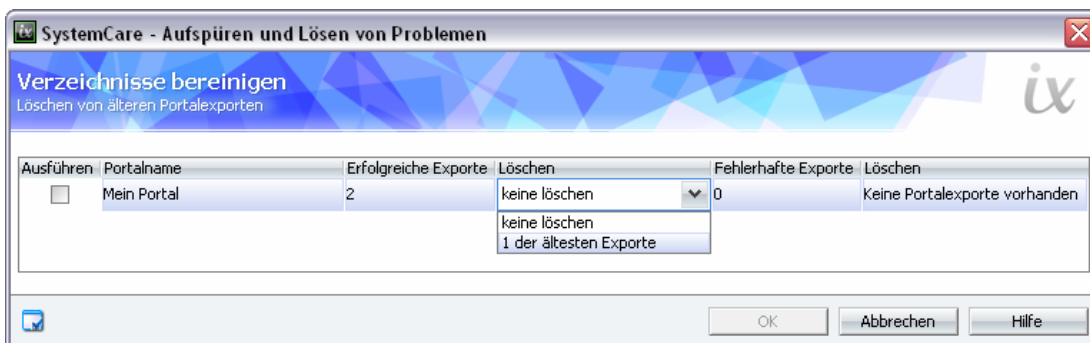 SystemCare - Aufspüren und Lösen von Problemen
Verzeichnisse bereinigen
Löschen von älteren Portalexporten
ix
Ausführen Portalname Erfolgreiche Exporte Löschen Fehlerhafte Exporte Löschen
Mein Portal 2 keine löschen 0 Keine Portalexporte vorhanden
keine löschen
1 der ältesten Exporte
OK Abbrechen Hilfe